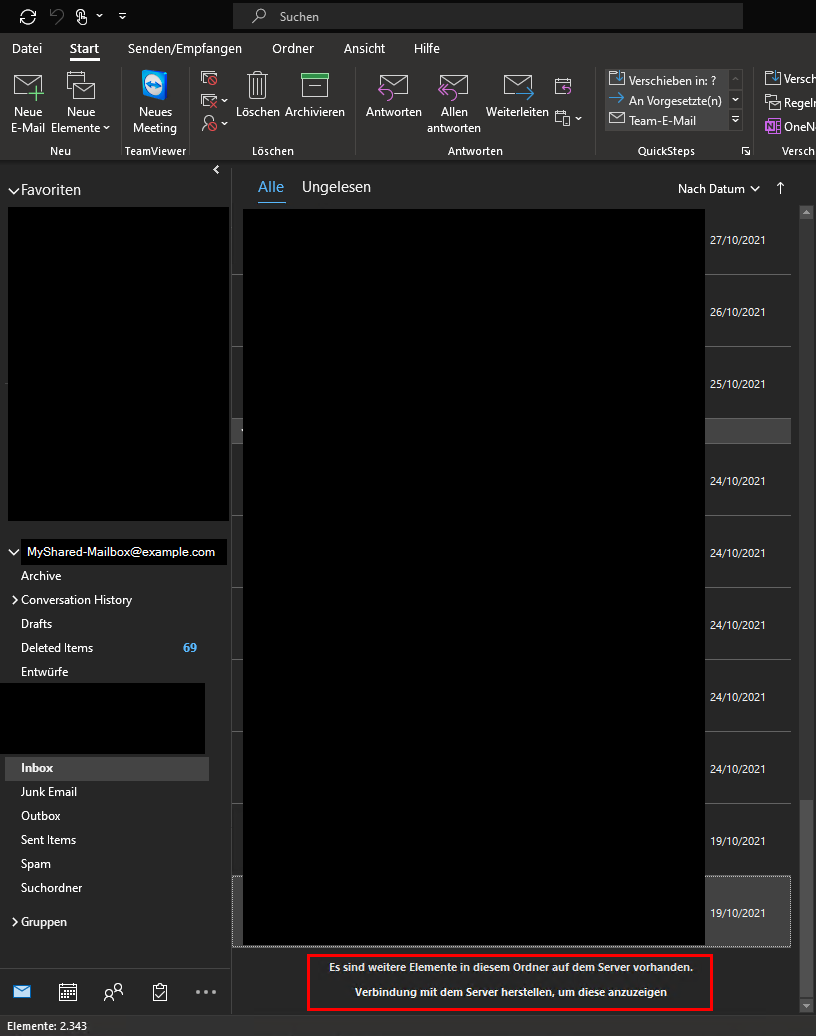 Suchen
Datei Start Senden/Empfangen Ordner Ansicht Hilfe
Neue
E-Mail
Neue
Elemente
Neu
Neues
Meeting
TeamViewer
Löschen
Archivieren
Löschen
Antworten
Allen
antworten
Weiterleiten
Antworten
Verschieben in: ?
An Vorgesetzte(n)
Team-E-Mail
QuickSteps
Versch
Regeln
OneNo
Versch
Favoriten
MyShared-Mailbox@example.com
Archive
Conversation History
Drafts
Deleted Items 69
Entwürfe
Inbox
Junk Email
Outbox
Sent Items
Spam
Suchordner
Gruppen
Alle Ungelesen Nach Datum
27/10/2021
26/10/2021
25/10/2021
24/10/2021
24/10/2021
24/10/2021
24/10/2021
24/10/2021
19/10/2021
19/10/2021
Es sind weitere Elemente in diesem Ordner auf dem Server vorhanden.
Verbindung mit dem Server herstellen, um diese anzuzeigen
Elemente: 2.343